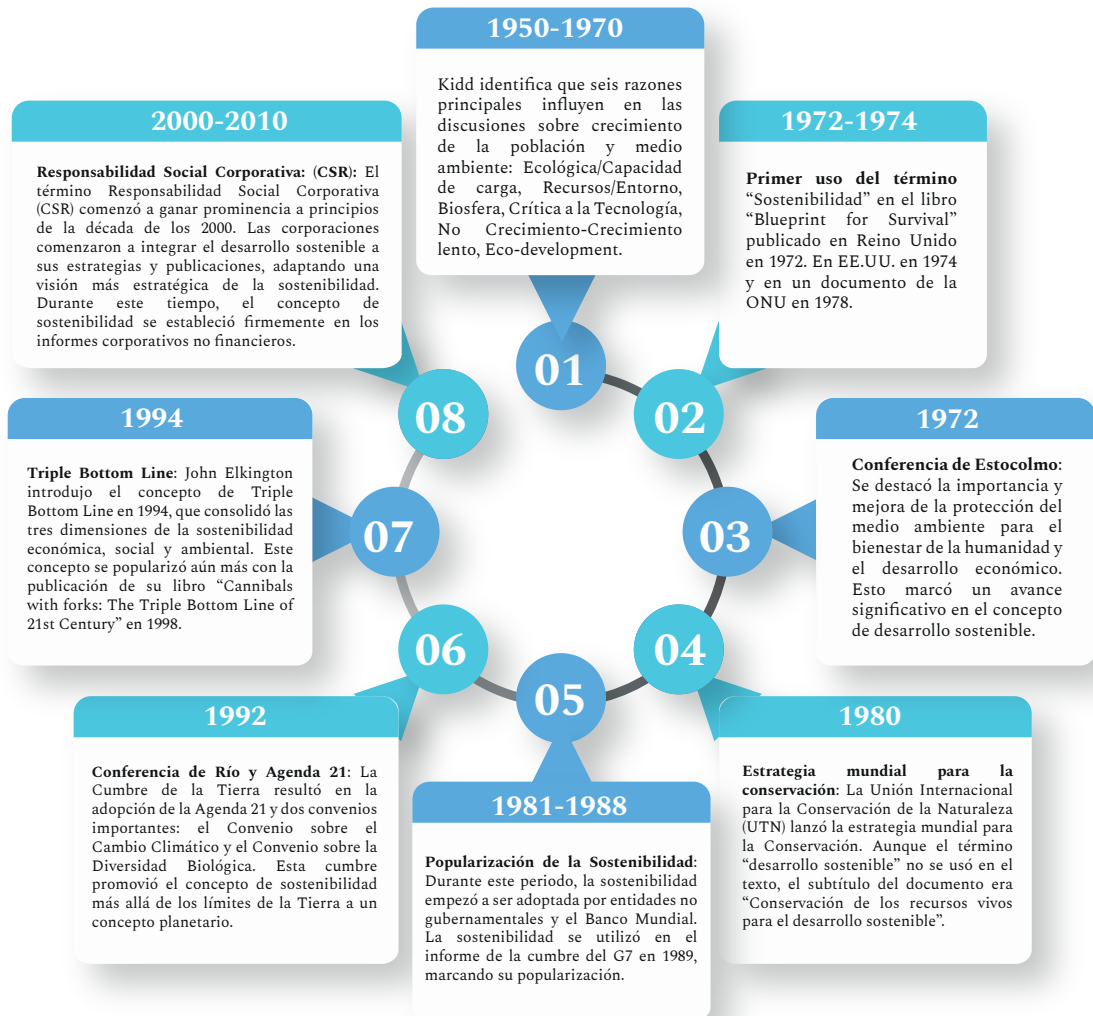 1950-1970
Kidd identifica que seis razones
principales influyen en las
discusiones sobre crecimiento
de la población y medio
ambiente: Ecológica/Capacidad
de carga, Recursos/Entorno,
Biosfera, Crítica a la Tecnología,
No Crecimiento-Crecimiento
lento, Eco-development.
01
1972-1974
Primer uso del término
“Sostenibilidad” en el libro
“Blueprint for Survival”
publicado en Reino Unido
en 1972. En EE.UU. en 1974
y en un documento de la
ONU en 1978.
02
1972
Conferencia de Estocolmo:
Se destacó la importancia y
mejora de la protección del
medio ambiente para el
bienestar de la humanidad y
el desarrollo económico.
Esto marcó un avance
significativo en el concepto
de desarrollo sostenible.
03
1980
Estrategia mundial para la
conservación: La Unión Internacional
para la Conservación de la Naturaleza
(UTN) lanzó la estrategia mundial para
la Conservación. Aunque el término
“desarrollo sostenible” no se usó en el
texto, el subtítulo del documento era
“Conservación de los recursos vivos
para el desarrollo sostenible”.
04
1981-1988
Popularización de la Sostenibilidad:
Durante este periodo, la sostenibilidad
empezó a ser adoptada por entidades no
gubernamentales y el Banco Mundial.
La sostenibilidad se utilizó en el
informe de la cumbre del G7 en 1989,
marcando su popularización.
05
1992
Conferencia de Río y Agenda 21: La
Cumbre de la Tierra resultó en la
adopción de la Agenda 21 y dos convenios
importantes: el Convenio sobre el
Cambio Climático y el Convenio sobre la
Diversidad Biológica. Esta cumbre
promovió el concepto de sostenibilidad
más allá de los límites de la Tierra a un
concepto planetario.
06
1994
Triple Bottom Line: John Elkington
introdujo el concepto de Triple
Bottom Line en 1994, que consolidó las
tres dimensiones de la sostenibilidad
económica, social y ambiental. Este
concepto se popularizó aún más con la
publicación de su libro “Cannibals
with forks: The Triple Bottom Line of
21st Century” en 1998.
07
2000-2010
Responsabilidad Social Corporativa: (CSR): El
término Responsabilidad Social Corporativa
(CSR) comenzó a ganar prominencia a principios
de la década de los 2000. Las corporaciones
comenzaron a integrar el desarrollo sostenible a
sus estrategias y publicaciones, adaptando una
visión más estratégica de la sostenibilidad.
Durante este tiempo, el concepto de
sostenibilidad se estableció firmemente en los
informes corporativos no financieros.
08